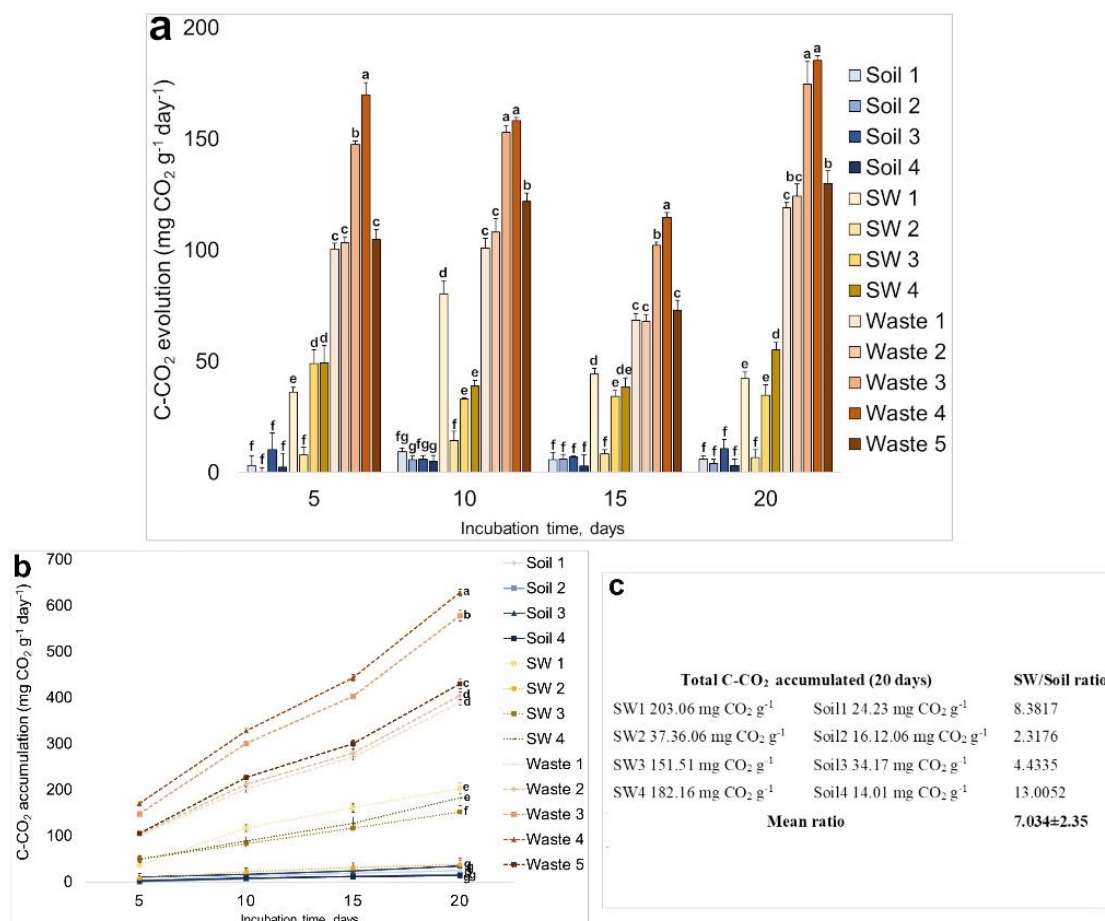 a
C-CO₂ evolution (mg CO₂ g⁻¹ day⁻¹)
200
150
100
50
0
f f f f e f d d c c b a c
fg g fg g d f e e c c a a b
f f f f d f e de c c b a c
f f f f e f e d c bc a a b
5 10 15 20
Incubation time, days
Soil 1
Soil 2
Soil 3
Soil 4
SW 1
SW 2
SW 3
SW 4
Waste 1
Waste 2
Waste 3
Waste 4
Waste 5
b
C-CO₂ accumulation (mg CO₂ g⁻¹ day⁻¹)
700
600
500
400
300
200
100
0
a
b
c
d
d
e
e
f
g
5 10 15 20
Incubation time, days
Soil 1
Soil 2
Soil 3
Soil 4
SW 1
SW 2
SW 3
SW 4
Waste 1
Waste 2
Waste 3
Waste 4
Waste 5
c
Total C-CO₂ accumulated (20 days) SW/Soil ratio
SW1 203.06 mg CO₂ g⁻¹ Soil1 24.23 mg CO₂ g⁻¹ 8.3817
SW2 37.36.06 mg CO₂ g⁻¹ Soil2 16.12.06 mg CO₂ g⁻¹ 2.3176
SW3 151.51 mg CO₂ g⁻¹ Soil3 34.17 mg CO₂ g⁻¹ 4.4335
SW4 182.16 mg CO₂ g⁻¹ Soil4 14.01 mg CO₂ g⁻¹ 13.0052
Mean ratio 7.034±2.35